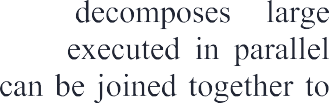 decomposes large
executed in parallel
can be joined together to